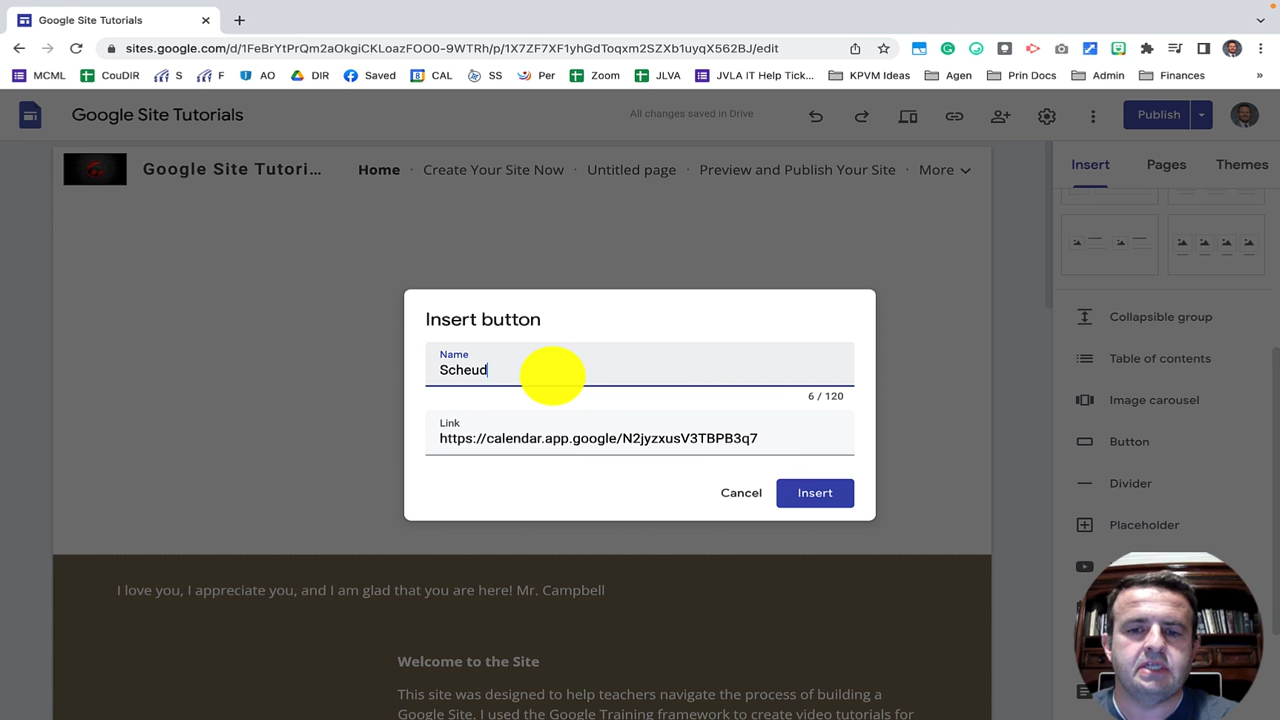 Google Site Tutorials
sites.google.com/d/1FeBrYtPrQm2aOkgiCKLoazFOO0-9WTRh/p/1X7ZF7XF1yhGdToqxm2SZXb1uyqX562BJ/edit
MCML CouDIR S F AO DIR Saved CAL SS Per Zoom JLVA JVLA IT Help Tick... KPVM Ideas Agen Prin Docs Admin Finances »
Google Site Tutorials All changes saved in Drive Publish
Google Site Tutori... Home · Create Your Site Now · Untitled page · Preview and Publish Your Site · More
Insert Pages Themes
Insert button
Name
Scheud
6 / 120
Link
https://calendar.app.google/N2jyzxusV3TBPB3q7
Cancel Insert
Collapsible group
Table of contents
Image carousel
Button
Divider
Placeholder
I love you, I appreciate you, and I am glad that you are here! Mr. Campbell
Welcome to the Site
This site was designed to help teachers navigate the process of building a
Google Site. I used the Google Training framework to create video tutorials for